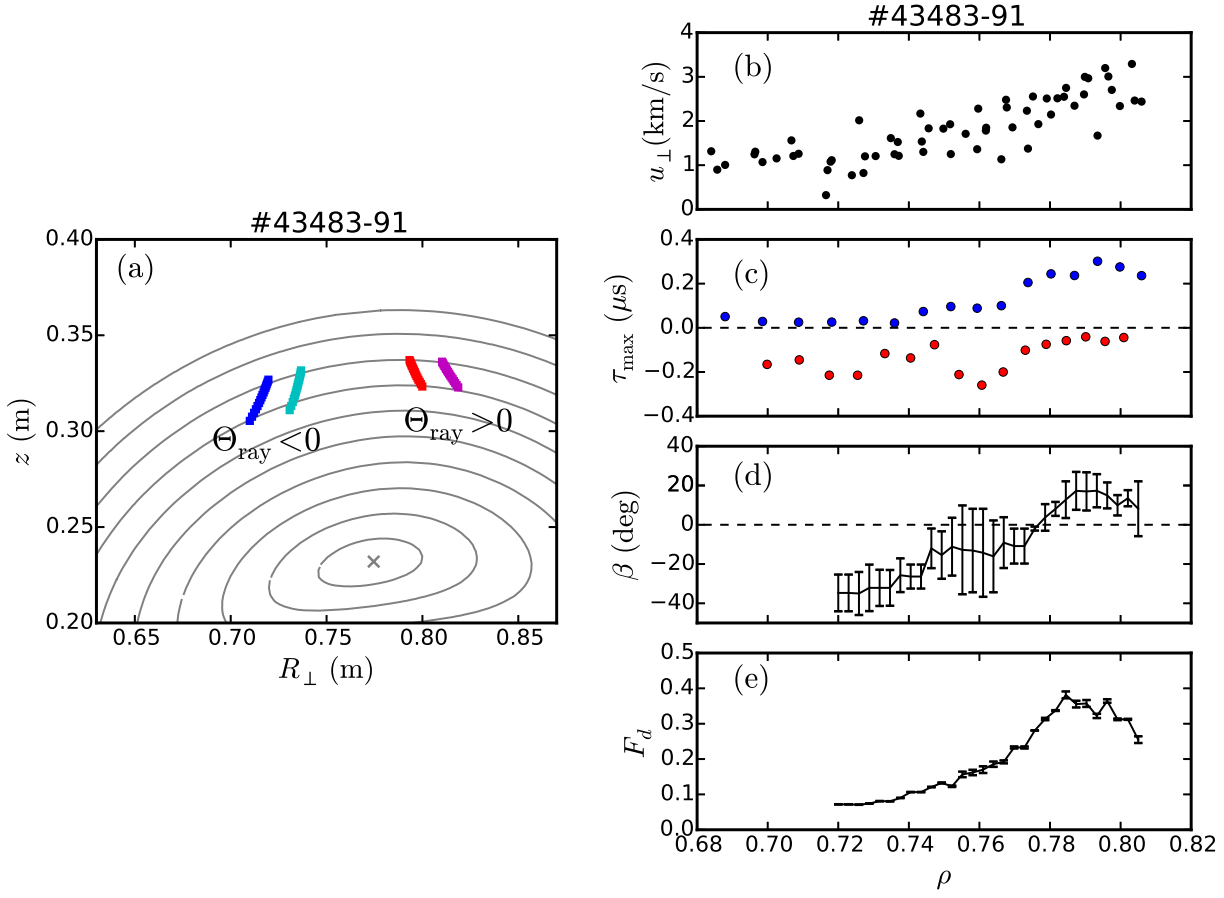 #43483-91
(a)
0.40
0.35
0.30
0.25
0.20
z (m)
Θray <0
Θray >0
0.65 0.70 0.75 0.80 0.85
R⊥ (m)
#43483-91
(b)
4
3
2
1
0
u⊥(km/s)
(c)
0.4
0.2
0.0
−0.2
−0.4
τmax (μs)
(d)
40
20
0
−20
−40
β (deg)
(e)
0.5
0.4
0.3
0.2
0.1
0.0
Fd
0.68 0.70 0.72 0.74 0.76 0.78 0.80 0.82
ρ